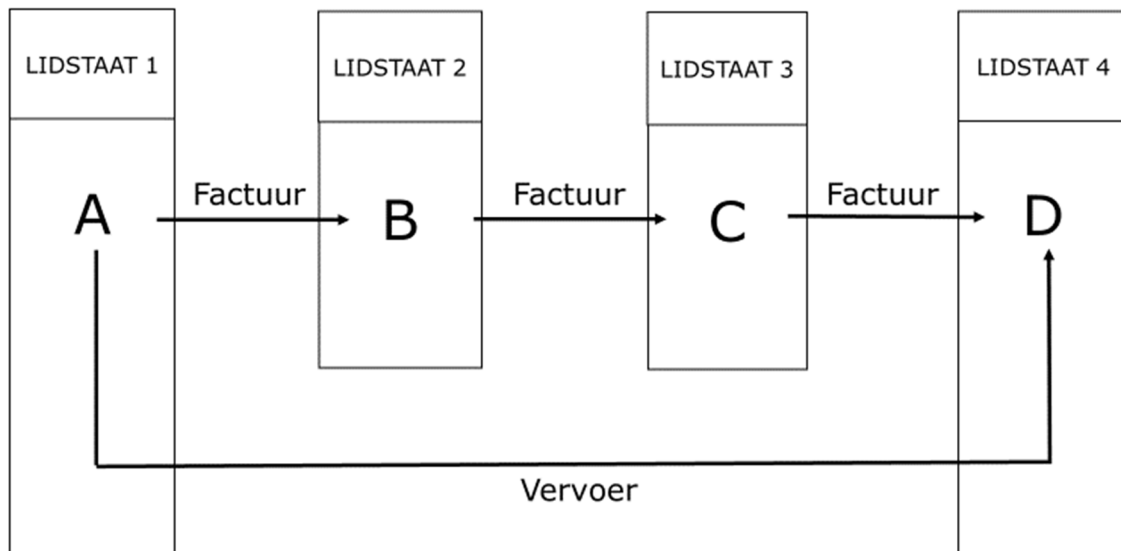 LIDSTAAT 1
LIDSTAAT 2
LIDSTAAT 3
LIDSTAAT 4
A
Factuur
B
Factuur
C
Factuur
D
Vervoer